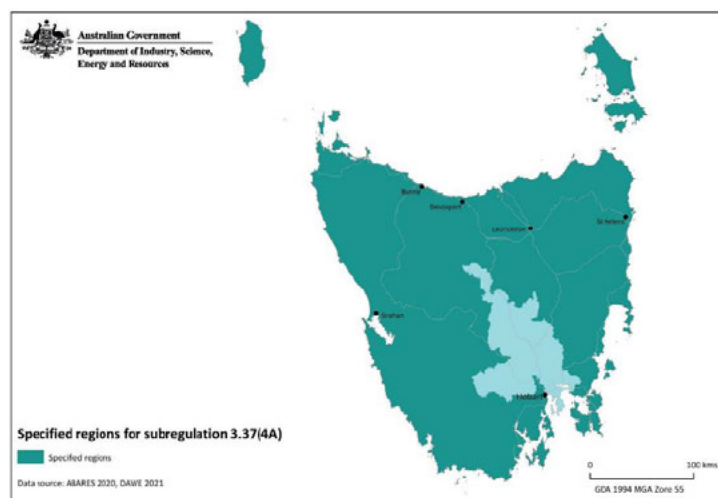 Australian Government
Department of Industry, Science,
Energy and Resources
Burnie
Devonport
Launceston
St Helens
Strahan
Hobart
Specified regions for subregulation 3.37(4A)
Specified regions
0 100 kms
Data source: ABARES 2020, DAWE 2021
GDA 1994 MGA Zone 55